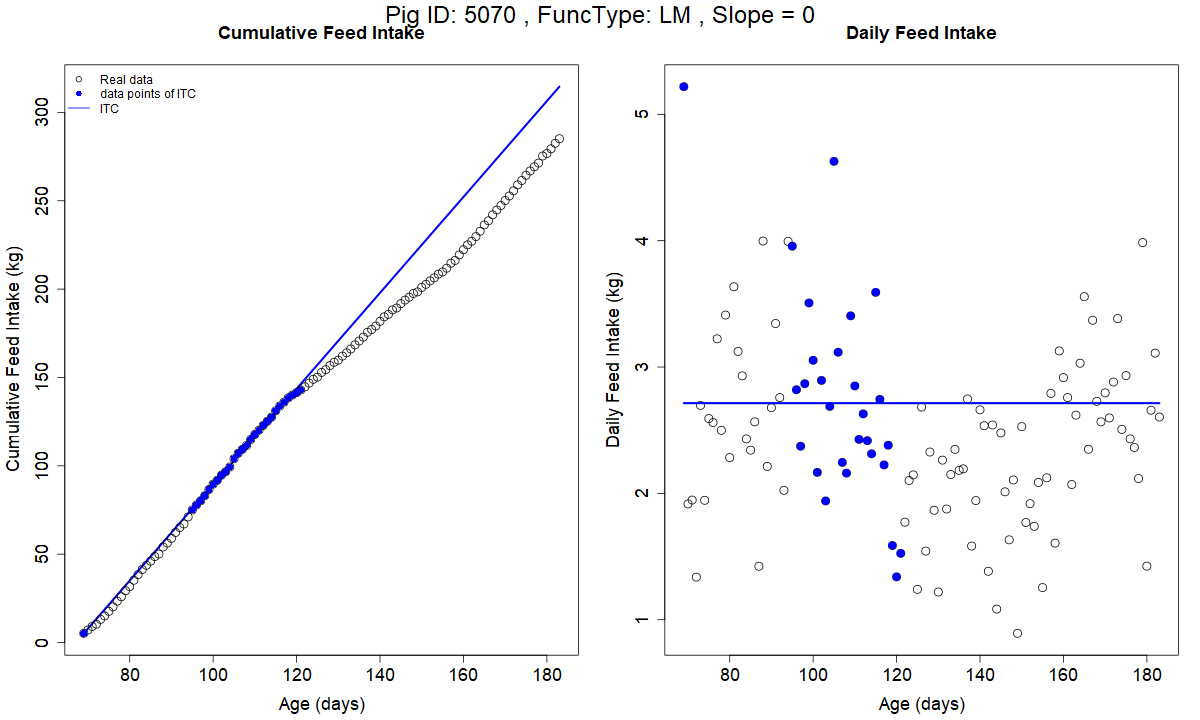 Pig ID: 5070 , FuncType: LM , Slope = 0
Cumulative Feed Intake
Daily Feed Intake
Real data
data points of ITC
ITC
Cumulative Feed Intake (kg)
0
50
100
150
200
250
300
80
100
120
140
160
180
Age (days)
Daily Feed Intake (kg)
1
2
3
4
5
80
100
120
140
160
180
Age (days)